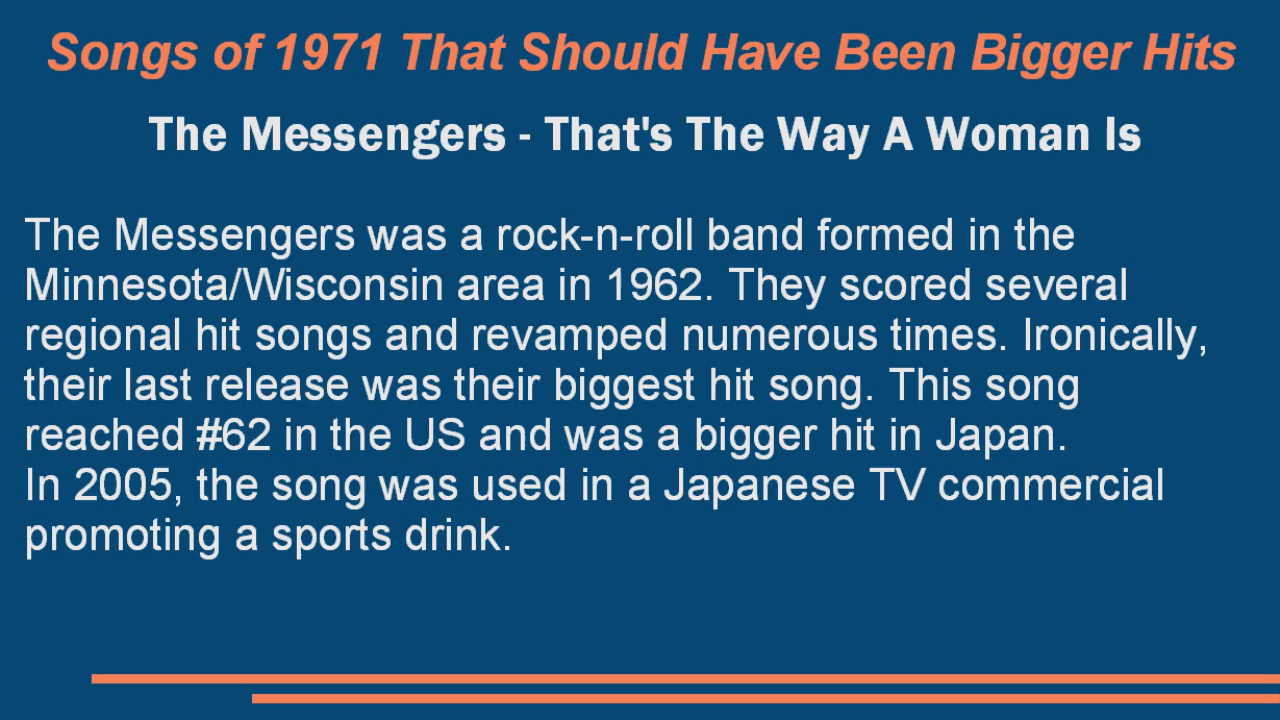 Songs of 1971 That Should Have Been Bigger Hits
The Messengers - That's The Way A Woman Is
The Messengers was a rock-n-roll band formed in the
Minnesota/Wisconsin area in 1962. They scored several
regional hit songs and revamped numerous times. Ironically,
their last release was their biggest hit song. This song
reached #62 in the US and was a bigger hit in Japan.
In 2005, the song was used in a Japanese TV commercial
promoting a sports drink.